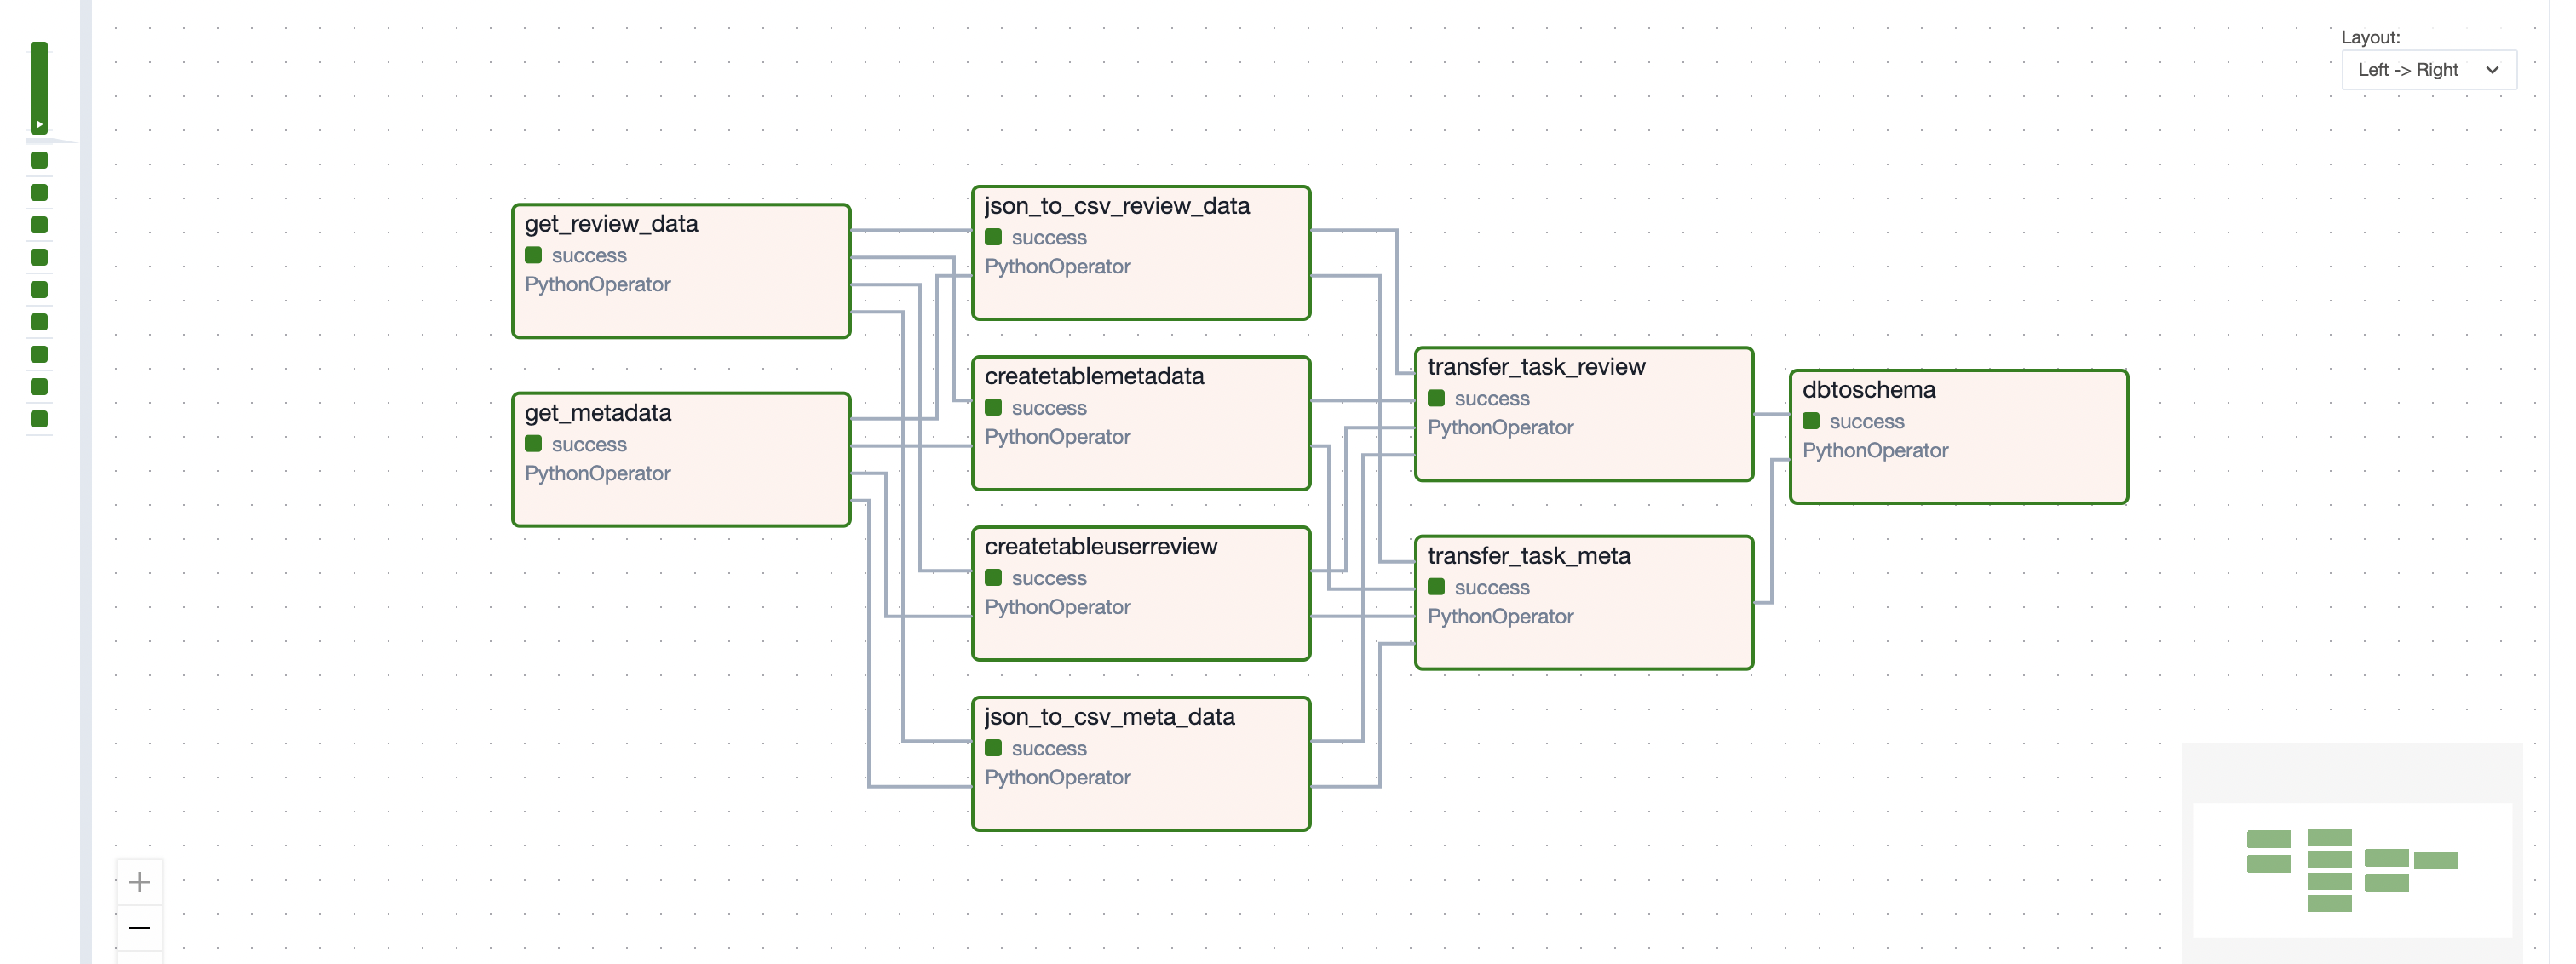 Layout:
Left -> Right
get_review_data
success
PythonOperator
get_metadata
success
PythonOperator
json_to_csv_review_data
success
PythonOperator
createtablemetadata
success
PythonOperator
createtableuserreview
success
PythonOperator
json_to_csv_meta_data
success
PythonOperator
transfer_task_review
success
PythonOperator
transfer_task_meta
success
PythonOperator
dbtoschema
success
PythonOperator